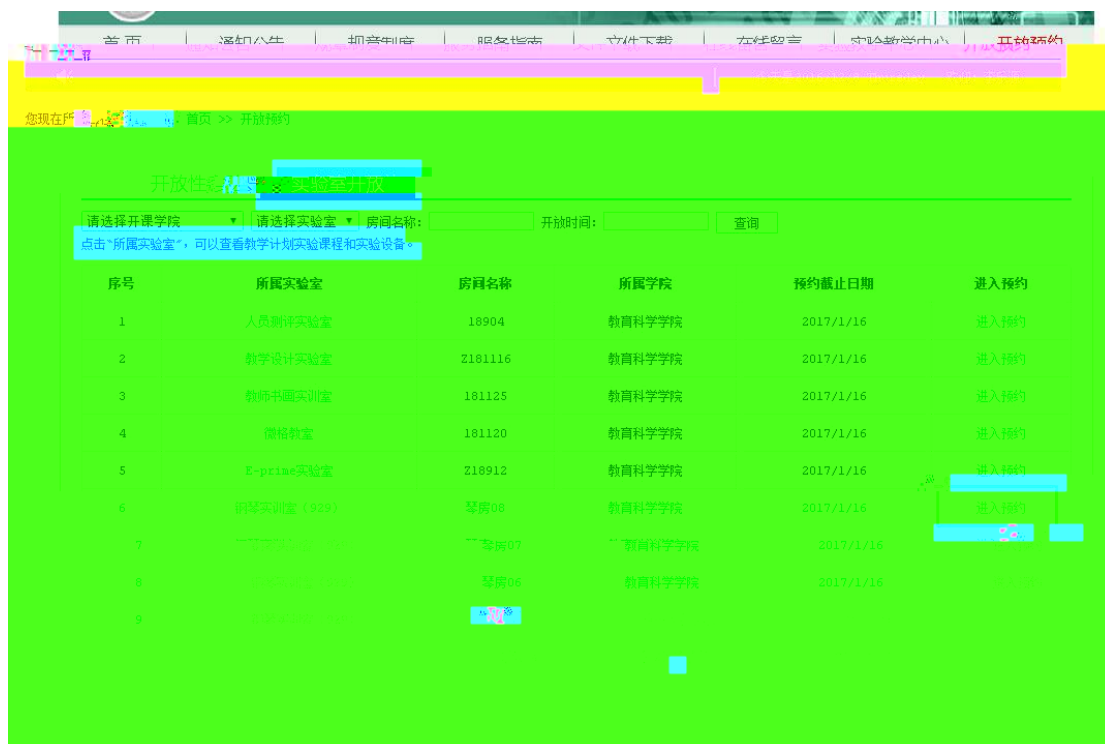 首页 通知公告 规章制度 服务指南 文件下载 在线留言 实验教学中心 开放预约
您现在所 首页 >> 开放预约
开放性 实验室开放
请选择开课学院 请选择实验室 房间名称： 开放时间： 查询
点击"所属实验室"，可以查看教学计划实验课程和实验设备。
序号 所属实验室 房间名称 所属学院 预约截止日期 进入预约
1 人员测评实验室 18904 教育科学学院 2017/1/16 进入预约
2 教学设计实验室 Z181116 教育科学学院 2017/1/16 进入预约
3 教师书画实训室 181125 教育科学学院 2017/1/16 进入预约
4 微格教室 181120 教育科学学院 2017/1/16 进入预约
5 E-prime实验室 Z18912 教育科学学院 2017/1/16 进入预约
6 钢琴实训室（929） 琴房08 教育科学学院 2017/1/16 进入预约
7 琴房07 教育科学学院 2017/1/16
8 琴房06 教育科学学院 2017/1/16
9